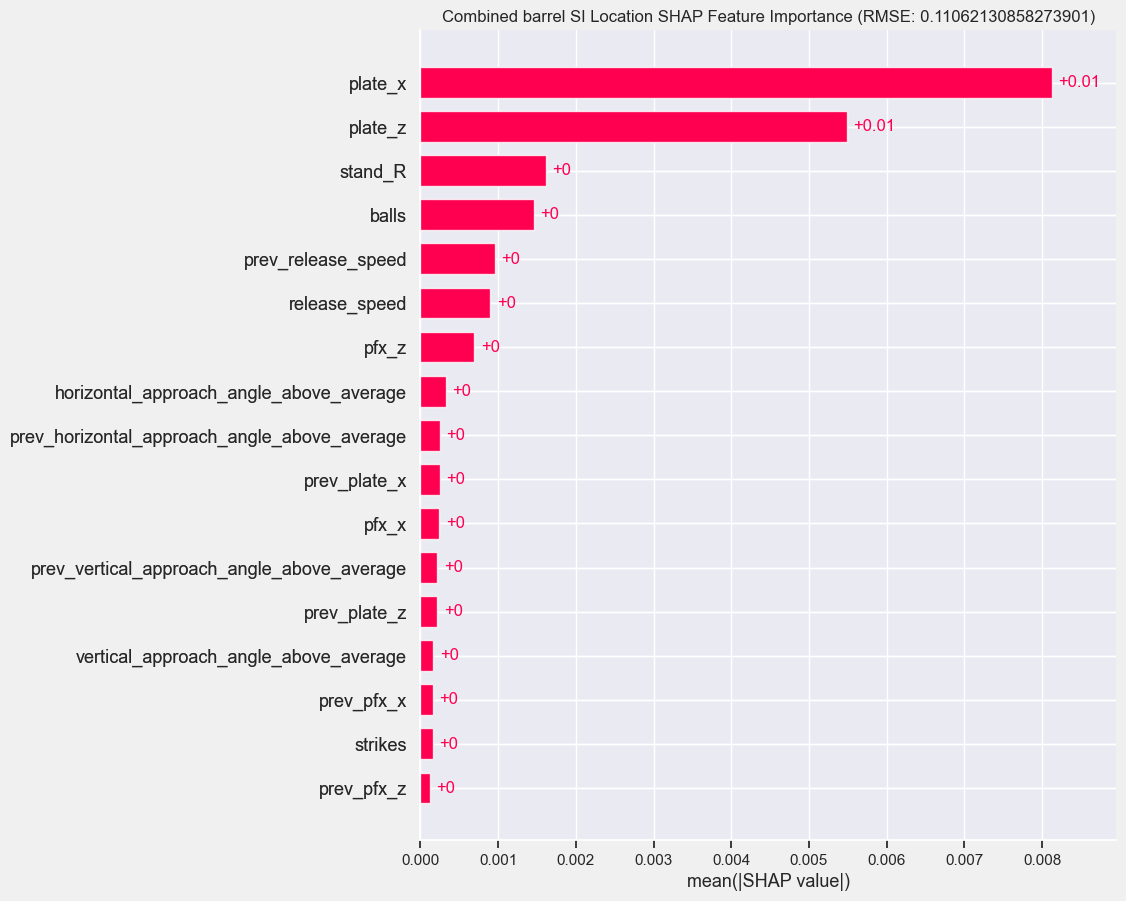 Combined barrel SI Location SHAP Feature Importance (RMSE: 0.11062130858273901)
plate_x +0.01
plate_z +0.01
stand_R +0
balls +0
prev_release_speed +0
release_speed +0
pfx_z +0
horizontal_approach_angle_above_average +0
prev_horizontal_approach_angle_above_average +0
prev_plate_x +0
pfx_x +0
prev_vertical_approach_angle_above_average +0
prev_plate_z +0
vertical_approach_angle_above_average +0
prev_pfx_x +0
strikes +0
prev_pfx_z +0
0.000 0.001 0.002 0.003 0.004 0.005 0.006 0.007 0.008
mean(|SHAP value|)